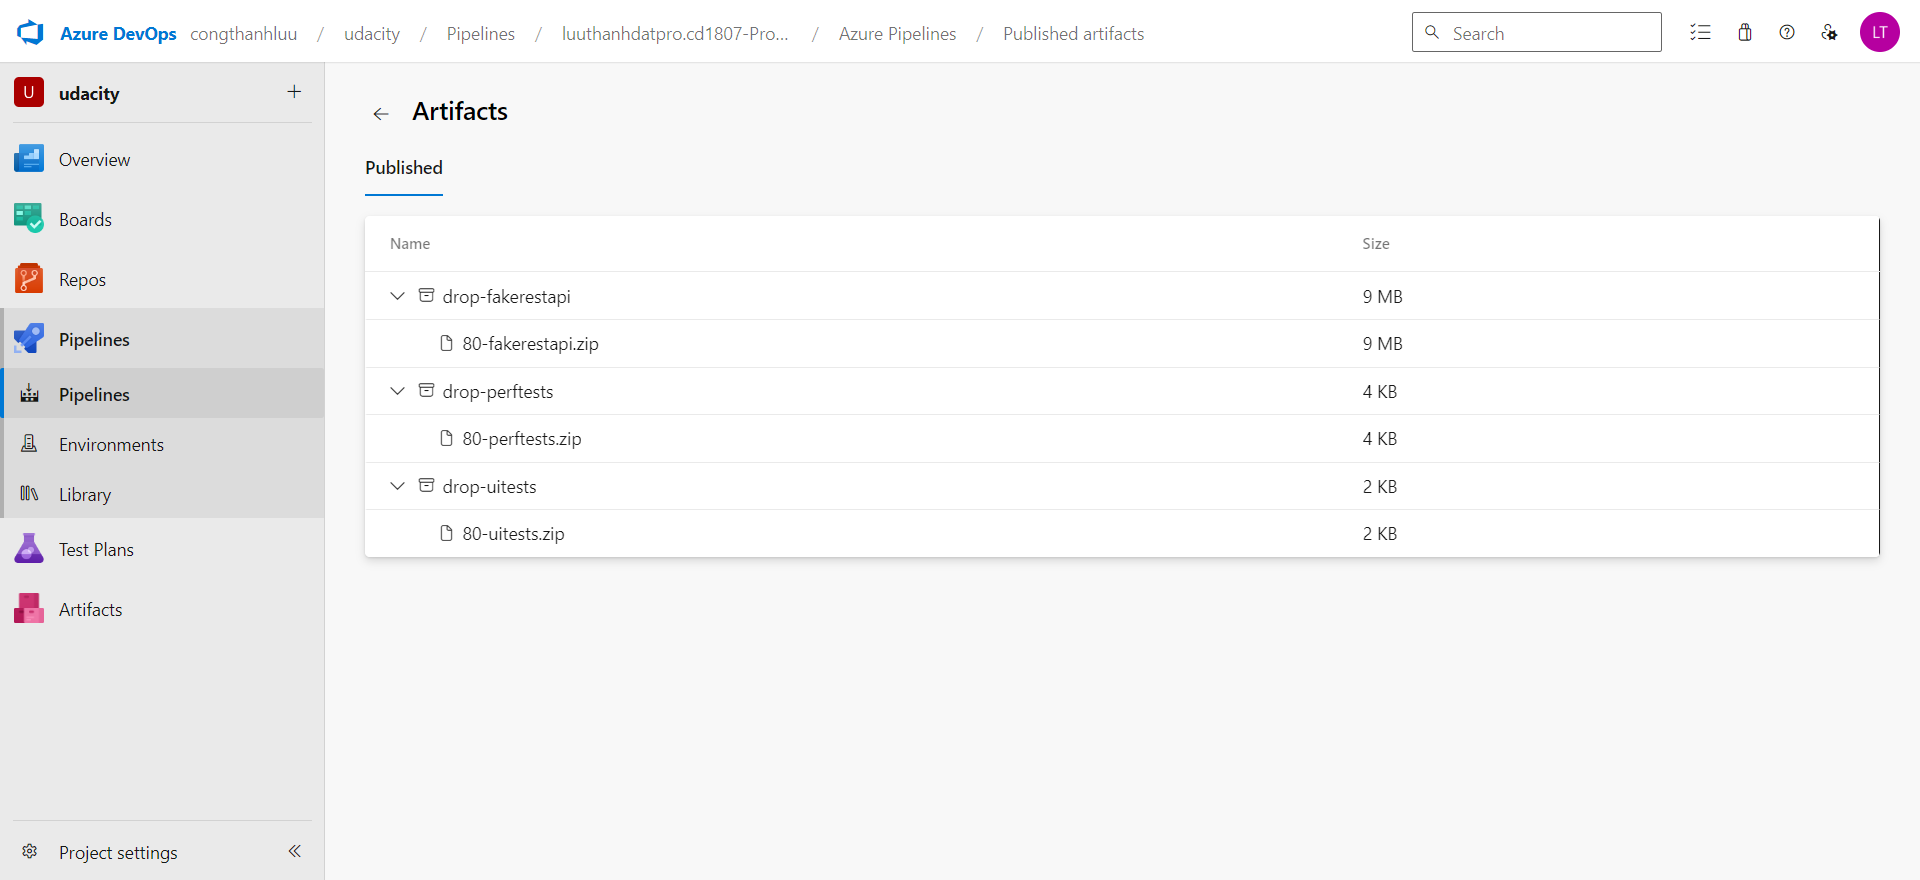 Azure DevOps congthanhluu / udacity / Pipelines / luuthanhdatpro.cd1807-Pro... / Azure Pipelines / Published artifacts
Search
LT
U udacity
Overview
Boards
Repos
Pipelines
Pipelines
Environments
Library
Test Plans
Artifacts
Project settings
Artifacts
Published
Name Size
drop-fakerestapi 9 MB
80-fakerestapi.zip 9 MB
drop-perftests 4 KB
80-perftests.zip 4 KB
drop-uitests 2 KB
80-uitests.zip 2 KB